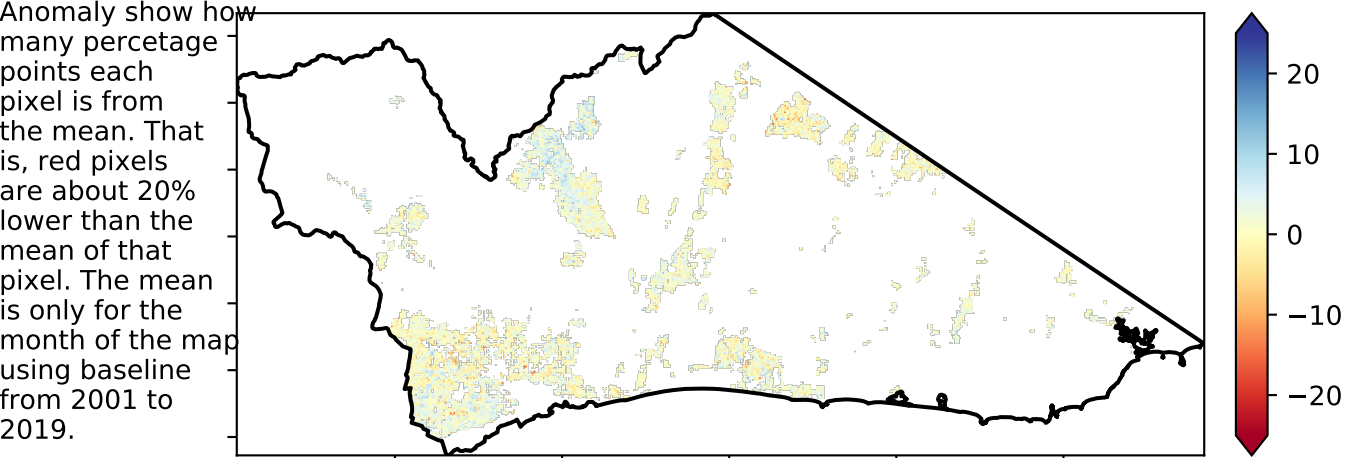 Anomaly show how
many percetage
points each
pixel is from
the mean. That
is, red pixels
are about 20%
lower than the
mean of that
pixel. The mean
is only for the
month of the map
using baseline
from 2001 to
2019.
20
10
0
−10
−20